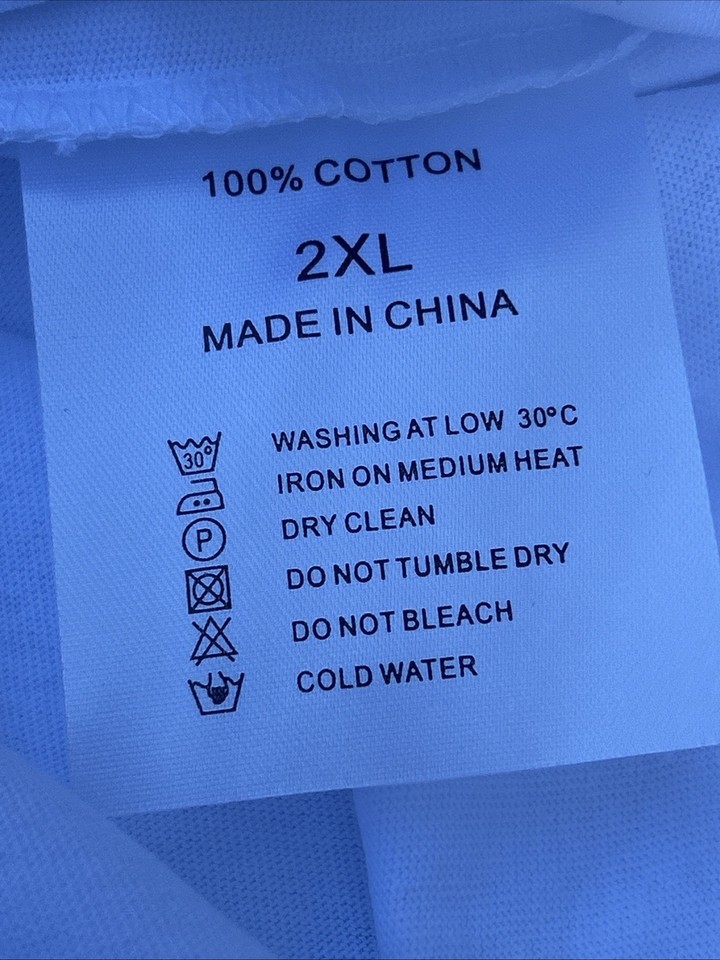 100% COTTON
2XL
MADE IN CHINA
30° WASHING AT LOW 30°C
IRON ON MEDIUM HEAT
P DRY CLEAN
DO NOT TUMBLE DRY
DO NOT BLEACH
COLD WATER